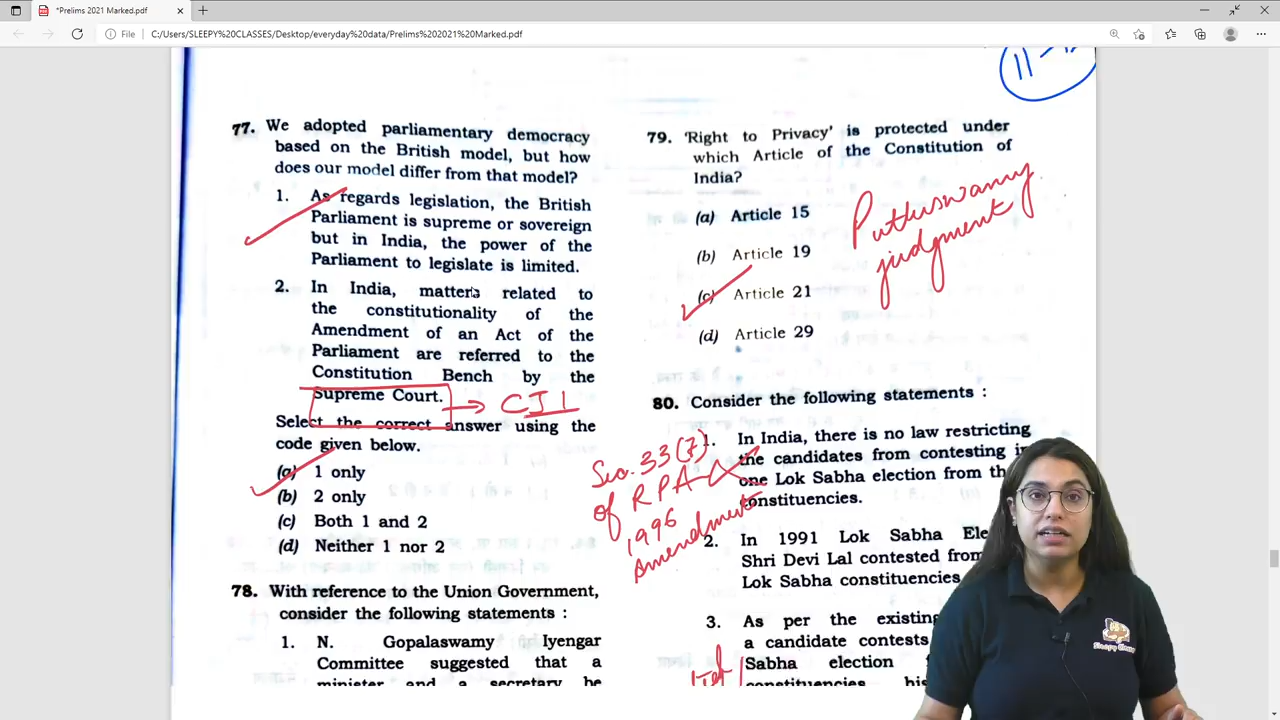 *Prelims 2021 Marked.pdf
File
C:/Users/SLEEPY%20CLASSES/Desktop/everyday%20data/Prelims%202021%20Marked.pdf
77. We adopted parliamentary democracy
based on the British model, but how
does our model differ from that model?
1. As regards legislation, the British
Parliament is supreme or sovereign
but in India, the power of the
Parliament to legislate is limited.
2. In India, matters related to
the constitutionality of the
Amendment of an Act of the
Parliament are referred to the
Constitution Bench by the
Supreme Court.
→ CJI
Select the correct answer using the
code given below.
(a) 1 only
(b) 2 only
(c) Both 1 and 2
(d) Neither 1 nor 2
78. With reference to the Union Government,
consider the following statements :
1. N. Gopalaswamy Iyengar
Committee suggested that a
minister and a secretary be
11-
79. 'Right to Privacy' is protected under
which Article of the Constitution of
India?
(a) Article 15
(b) Article 19
(c) Article 21
(d) Article 29
Puttuswamy
judgment
80. Consider the following statements :
1. In India, there is no law restricting
the candidates from contesting in
one Lok Sabha election from th
constituencies.
Sec. 33(7)
of RPA
1996
Amendment
2. In 1991 Lok Sabha Ele
Shri Devi Lal contested from
Lok Sabha constituencies
3. As per the existing
a candidate contests
Sabha election
constituencies, his
Sleepy Classes